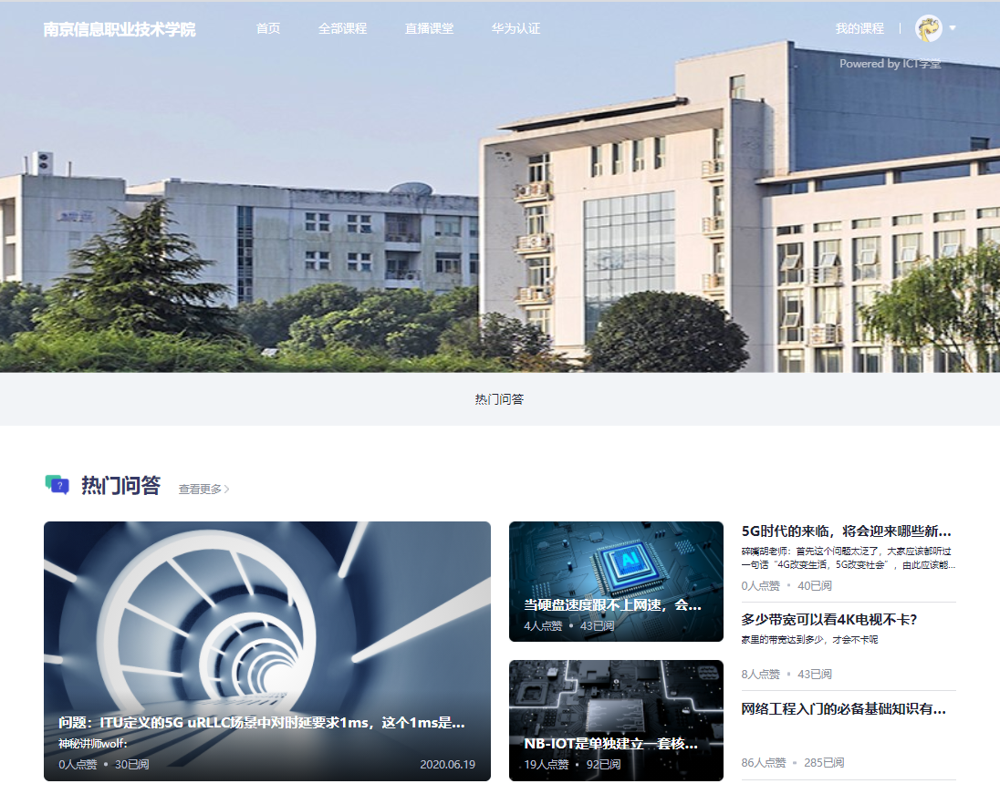 南京信息职业技术学院
首页
全部课程
直播课堂
华为认证
我的课程
Powered by ICT学堂
热门问答
热门问答
查看更多
问题：ITU定义的5G uRLLC场景中对时延要求1ms，这个1ms是...
神秘讲师wolf：
0人点赞 • 30已阅
2020.06.19
AI
当硬盘速度跟不上网速，会...
4人点赞 • 43已阅
NB-IOT是单独建立一套核...
19人点赞 • 92已阅
5G时代的来临，将会迎来哪些新...
碎嘴胡老师：首先这个问题太泛了，大家应该都听过
一句话“4G改变生活，5G改变社会”，由此应该能...
0人点赞 • 40已阅
多少带宽可以看4K电视不卡？
家里的带宽达到多少，才会不卡呢
8人点赞 • 43已阅
网络工程入门的必备基础知识有...
86人点赞 • 285已阅